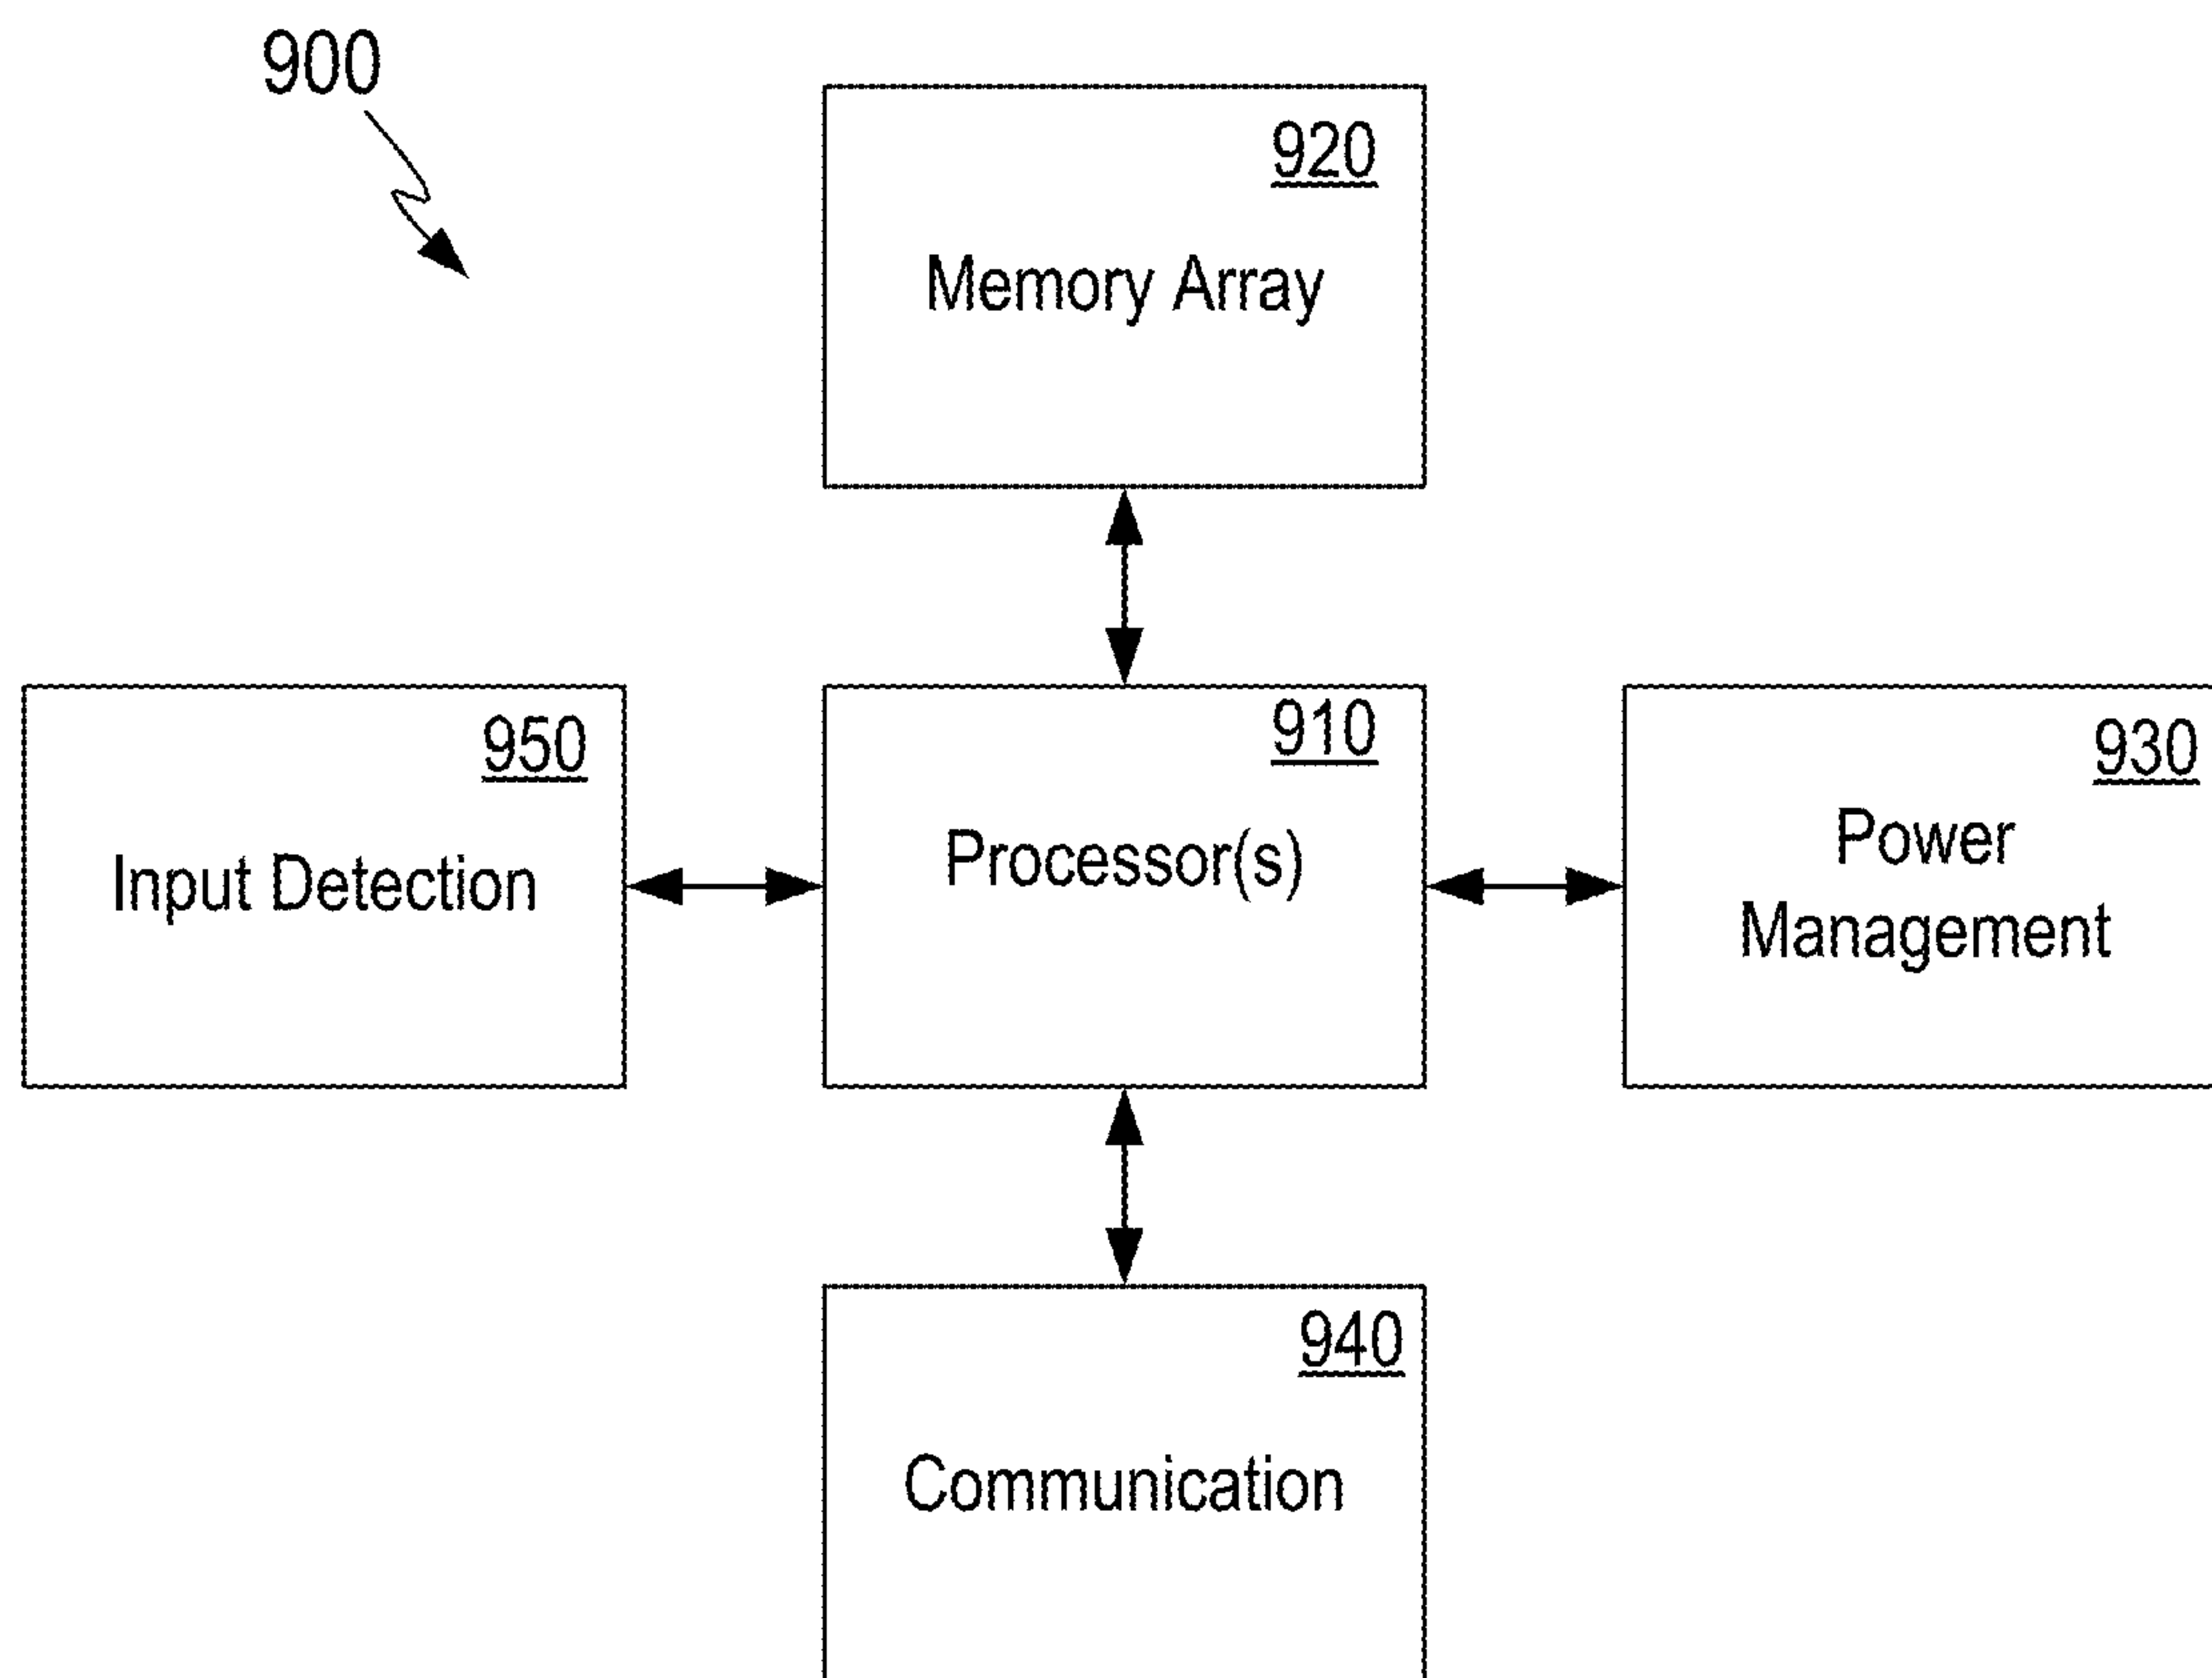 900
920
Memory Array
950
Input Detection
910
Processor(s)
930
Power
Management
940
Communication